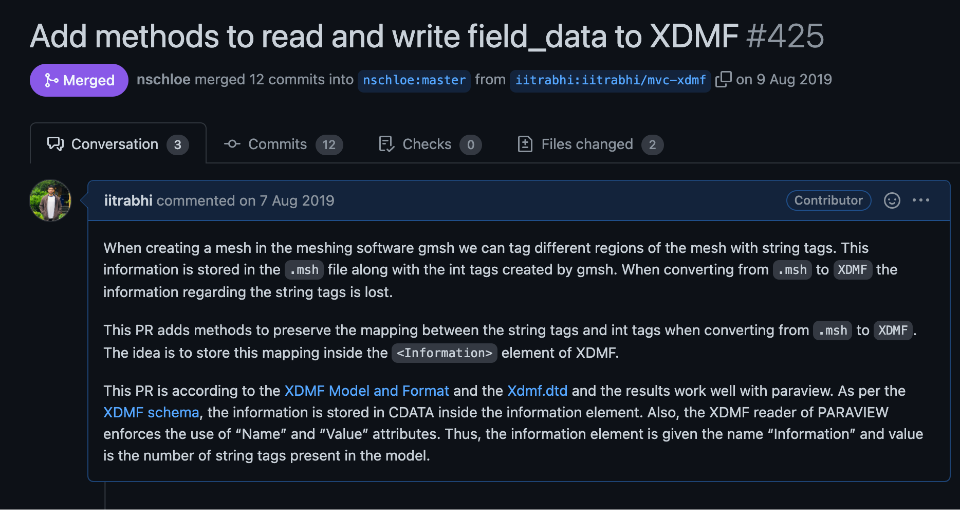 Add methods to read and write field_data to XDMF #425
Merged nschloe merged 12 commits into nschloe:master from iitrabhi:iitrabhi/mvc-xdmf on 9 Aug 2019
Conversation 3 Commits 12 Checks 0 Files changed 2
iitrabhi commented on 7 Aug 2019 Contributor
When creating a mesh in the meshing software gmsh we can tag different regions of the mesh with string tags. This
information is stored in the .msh file along with the int tags created by gmsh. When converting from .msh to XDMF the
information regarding the string tags is lost.
This PR adds methods to preserve the mapping between the string tags and int tags when converting from .msh to XDMF.
The idea is to store this mapping inside the <Information> element of XDMF.
This PR is according to the XDMF Model and Format and the Xdmf.dtd and the results work well with paraview. As per the
XDMF schema, the information is stored in CDATA inside the information element. Also, the XDMF reader of PARAVIEW
enforces the use of “Name” and “Value” attributes. Thus, the information element is given the name “Information” and value
is the number of string tags present in the model.